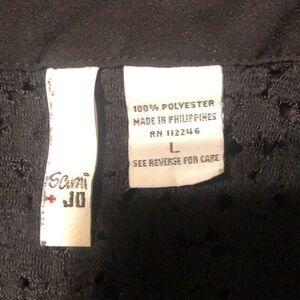 Sami
+ JO
100% POLYESTER
MADE IN PHILIPPINES
RN 112246
L
SEE REVERSE FOR CARE